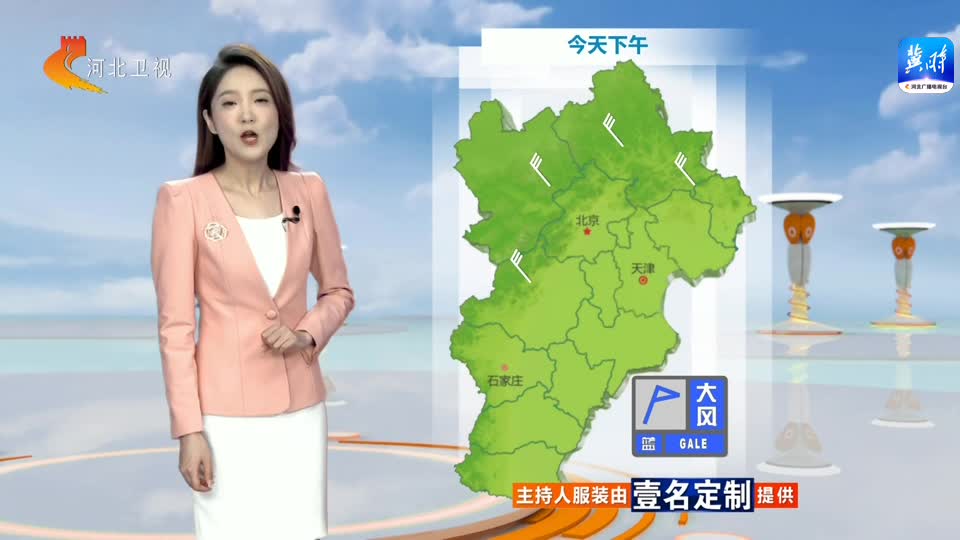 河北卫视
今天下午
冀时
河北广播电视台
北京
天津
石家庄
大风
蓝 GALE
主持人服装由 壹名定制 提供